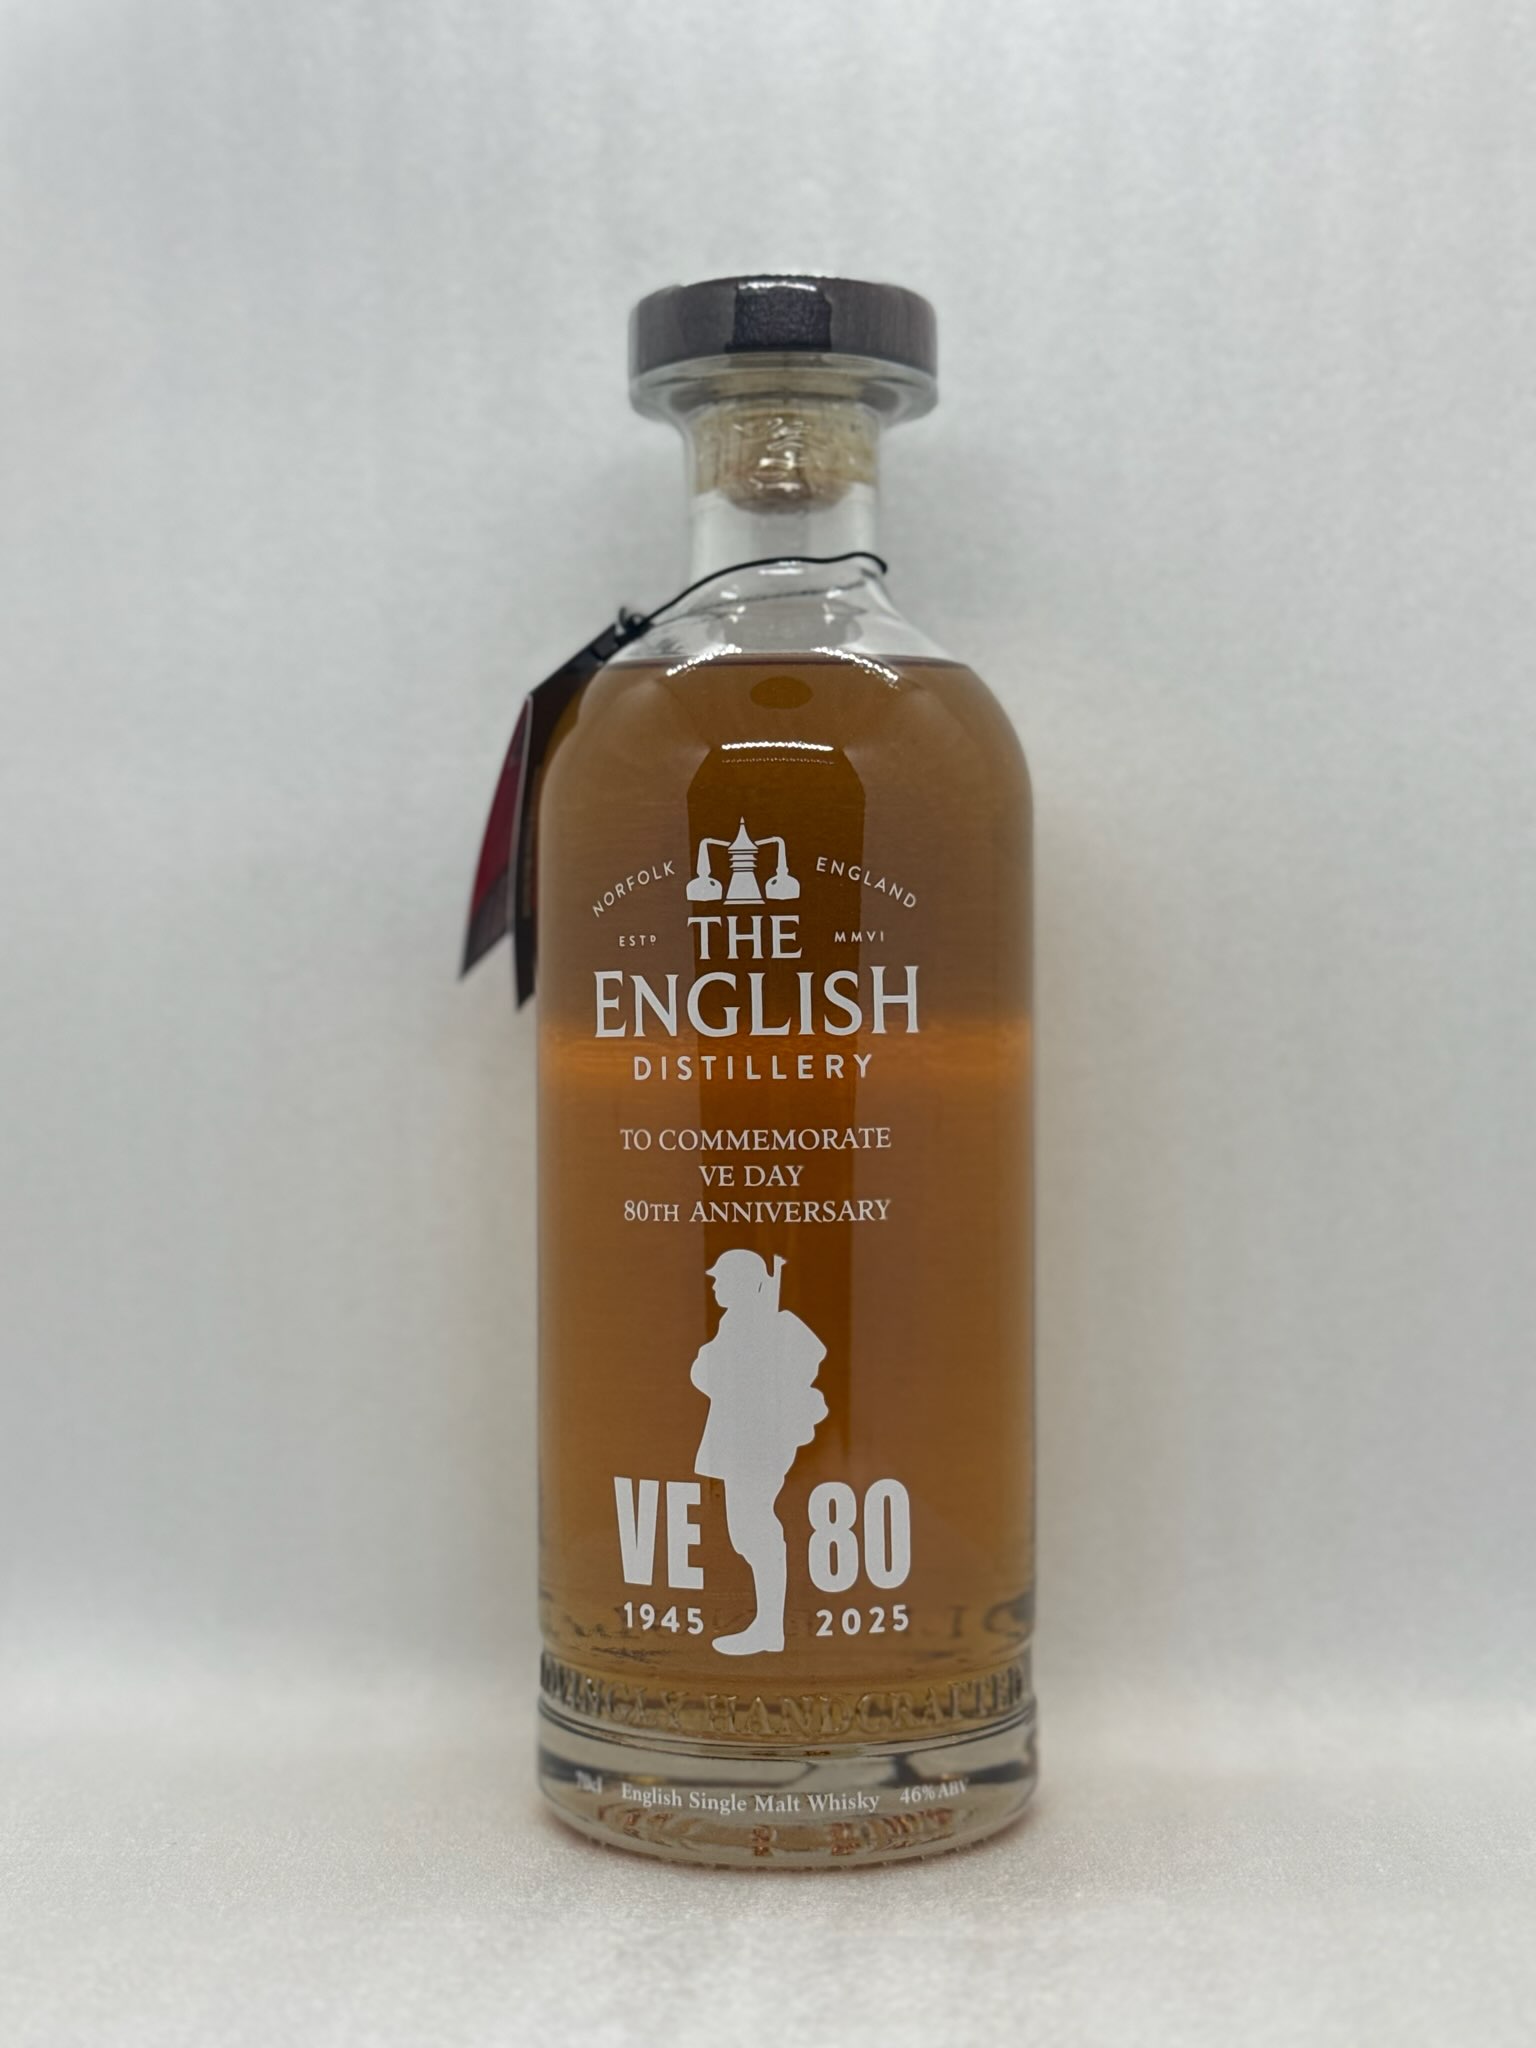 NORFOLK ENGLAND
ESTD MMVI
THE
ENGLISH
DISTILLERY
TO COMMEMORATE
VE DAY
80TH ANNIVERSARY
VE 80
1945 2025
HANDCRAFTED
70cl English Single Malt Whisky 46% ABV